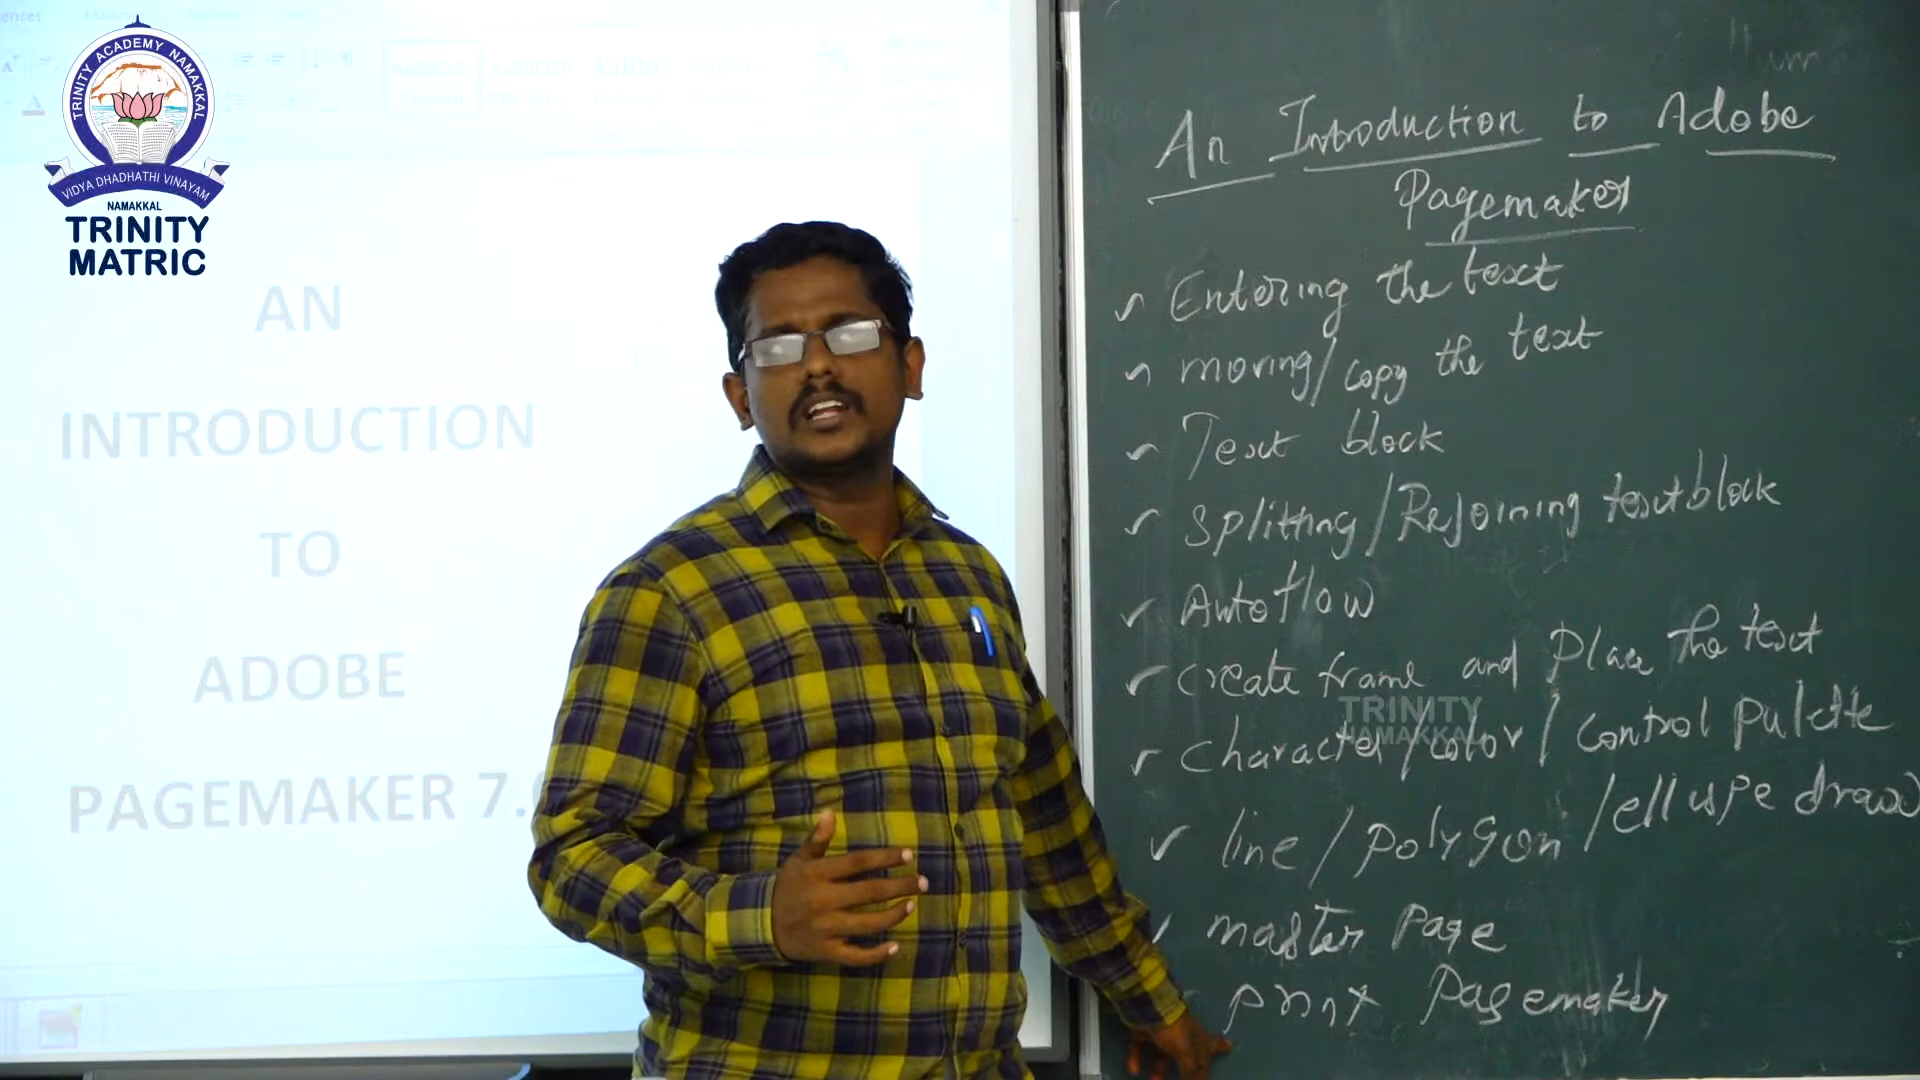 TRINITY ACADEMY NAMAKKAL
VIDYA DHADHATHI VINAYAM
NAMAKKAL
TRINITY
MATRIC
AN
INTRODUCTION
TO
ADOBE
PAGEMAKER 7.
An Introduction to Adobe
Pagemaker
✓ Entering the text
✓ moving/copy the text
✓ Text block
✓ Splitting/Rejoining textblock
✓ Autoflow
✓ Create frame and Place the text
✓ Character/color/Control Palette
✓ line/polygon/ellipse draw
✓ master Page
print Pagemaker
TRINITY
NAMAKKAL